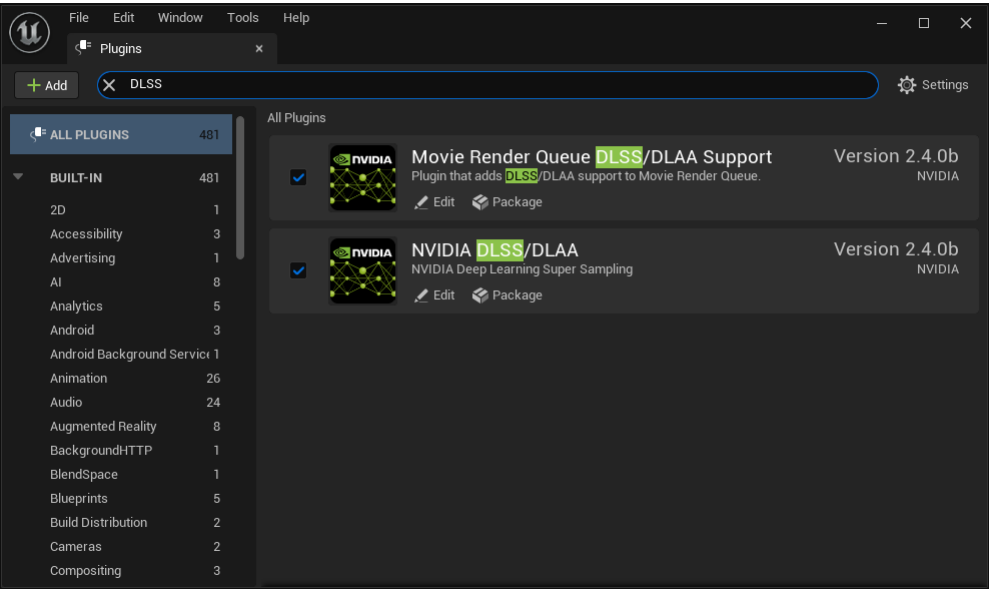 File Edit Window Tools Help
Plugins
Add
DLSS
Settings
ALL PLUGINS 481
BUILT-IN 481
2D 1
Accessibility 3
Advertising 1
AI 8
Analytics 5
Android 3
Android Background Service 1
Animation 26
Audio 24
Augmented Reality 8
BackgroundHTTP 1
BlendSpace 1
Blueprints 5
Build Distribution 2
Cameras 2
Compositing 3
All Plugins
NVIDIA
Movie Render Queue DLSS/DLAA Support
Version 2.4.0b
Plugin that adds DLSS/DLAA support to Movie Render Queue.
NVIDIA
Edit Package
NVIDIA
NVIDIA DLSS/DLAA
Version 2.4.0b
NVIDIA Deep Learning Super Sampling
NVIDIA
Edit Package